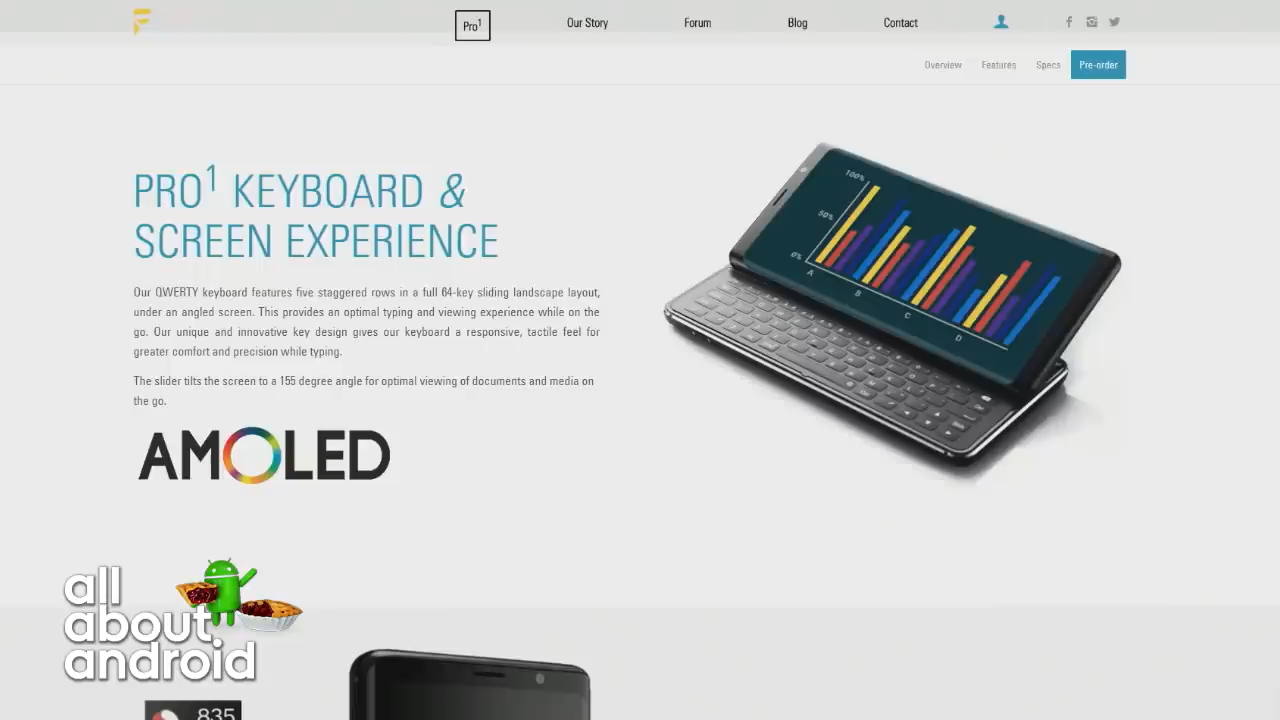 Pro1
Our Story
Forum
Blog
Contact
Overview
Features
Specs
Pre-order
PRO1 KEYBOARD &
SCREEN EXPERIENCE
Our QWERTY keyboard features five staggered rows in a full 64-key sliding landscape layout,
under an angled screen. This provides an optimal typing and viewing experience while on the
go. Our unique and innovative key design gives our keyboard a responsive, tactile feel for
greater comfort and precision while typing.
The slider tilts the screen to a 155 degree angle for optimal viewing of documents and media on
the go.
AMOLED
100%
50%
0%
A
B
C
D
all
about
android
835